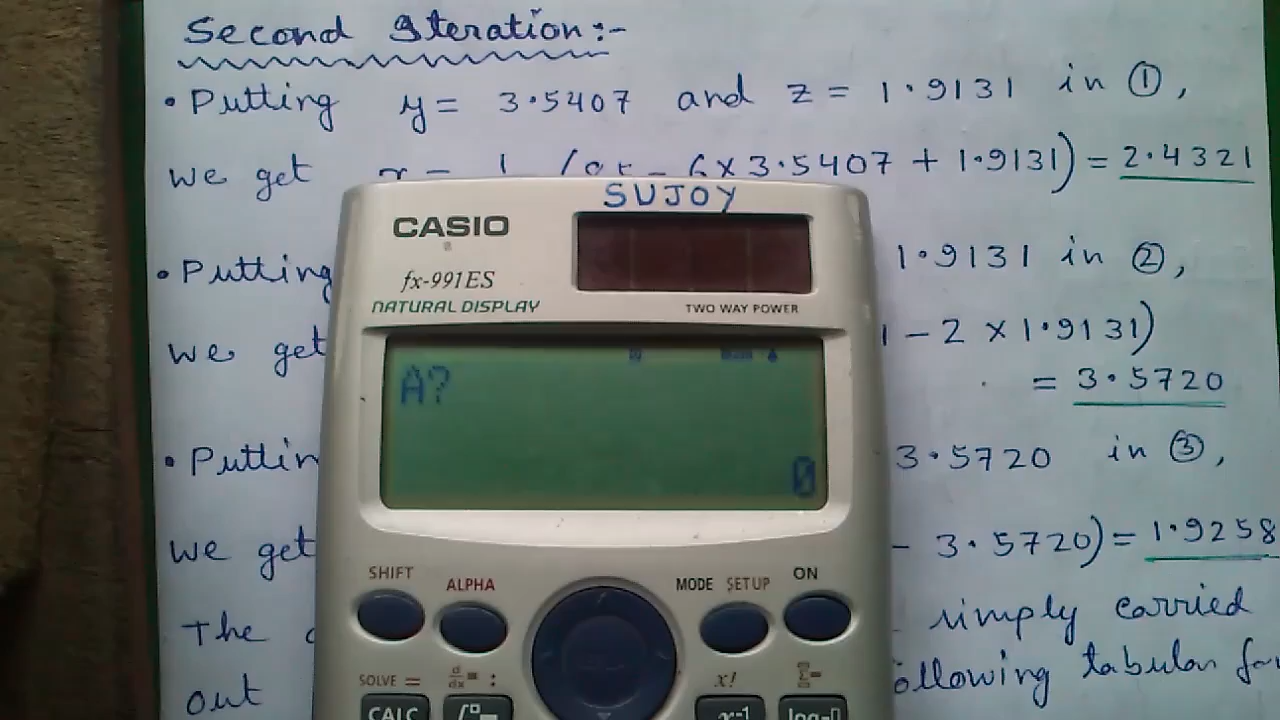 Second Iteration:-
• Putting y = 3.5407 and z = 1.9131 in ①,
We get 6 × 3.5407 + 1.9131) = 2.4321
SUJOY
CASIO
fx-991ES
NATURAL DISPLAY TWO WAY POWER
• Putting 1.9131 in ②,
We get - 2 × 1.9131)
= 3.5720
A?
0
• Puttin 3.5720 in ③,
We get - 3.5720) = 1.9258
SHIFT ALPHA MODE SETUP ON
The simply carried
out ollowing tabular
SOLVE = d/dx : x! Σ
CALC x⁻¹ log